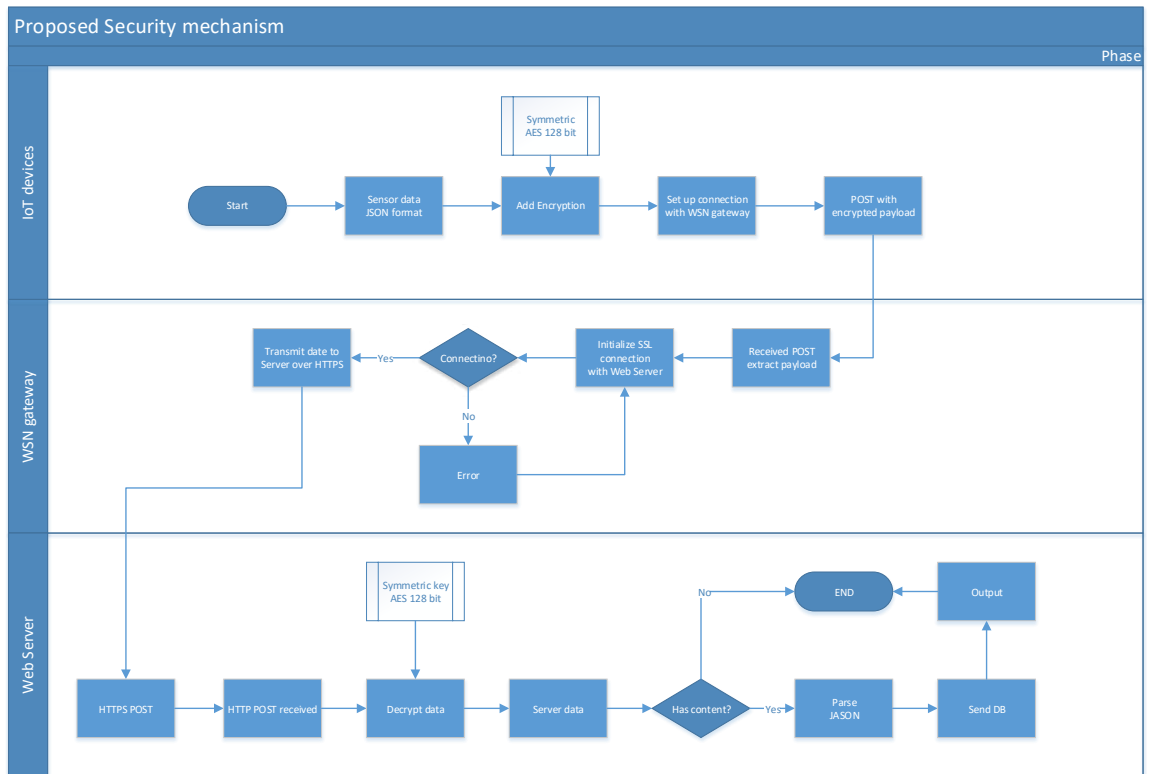 Proposed Security mechanism
Phase
IoT devices
Symmetric
AES 128 bit
Start
Sensor data
JSON format
Add Encryption
Set up connection
with WSN gateway
POST with
encrypted payload
WSN gateway
Transmit date to
Server over HTTPS
Yes
Connectino?
Initialize SSL
connection
with Web Server
Received POST
extract payload
No
Error
Web Server
Symmetric key
AES 128 bit
No
END
Output
HTTPS POST
HTTP POST received
Decrypt data
Server data
Has content?
Yes
Parse
JASON
Send DB